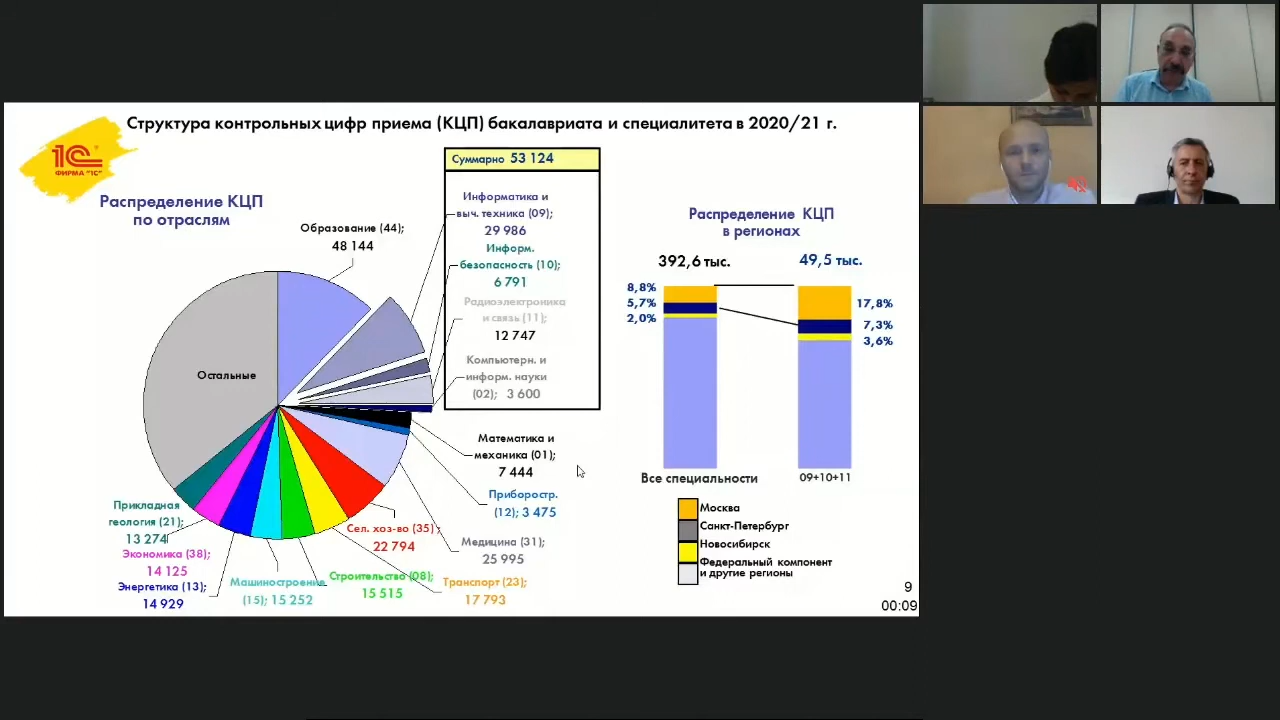 Структура контрольных цифр приема (КЦП) бакалавриата и специалитета в 2020/21 г.
1С
ФИРМА "1С"
Распределение КЦП
по отраслям
Образование (44);
48 144
Суммарно 53 124
Информатика и
выч. техника (09);
29 986
Информ.
безопасность (10);
6 791
Радиоэлектроника
и связь (11);
12 747
Компьютерн. и
информ. науки
(02); 3 600
Математика и
механика (01);
7 444
Приборостр.
(12); 3 475
Медицина (31);
25 995
Сел. хоз-во (35);
22 794
Транспорт (23);
17 793
Строительство (08);
15 515
Машиностроение
(15); 15 252
Энергетика (13);
14 929
Экономика (38);
14 125
Прикладная
геология (21);
13 274
Остальные
Распределение КЦП
в регионах
392,6 тыс.
49,5 тыс.
8,8%
5,7%
2,0%
17,8%
7,3%
3,6%
Все специальности
09+10+11
Москва
Санкт-Петербург
Новосибирск
Федеральный компонент
и другие регионы
9
00:09